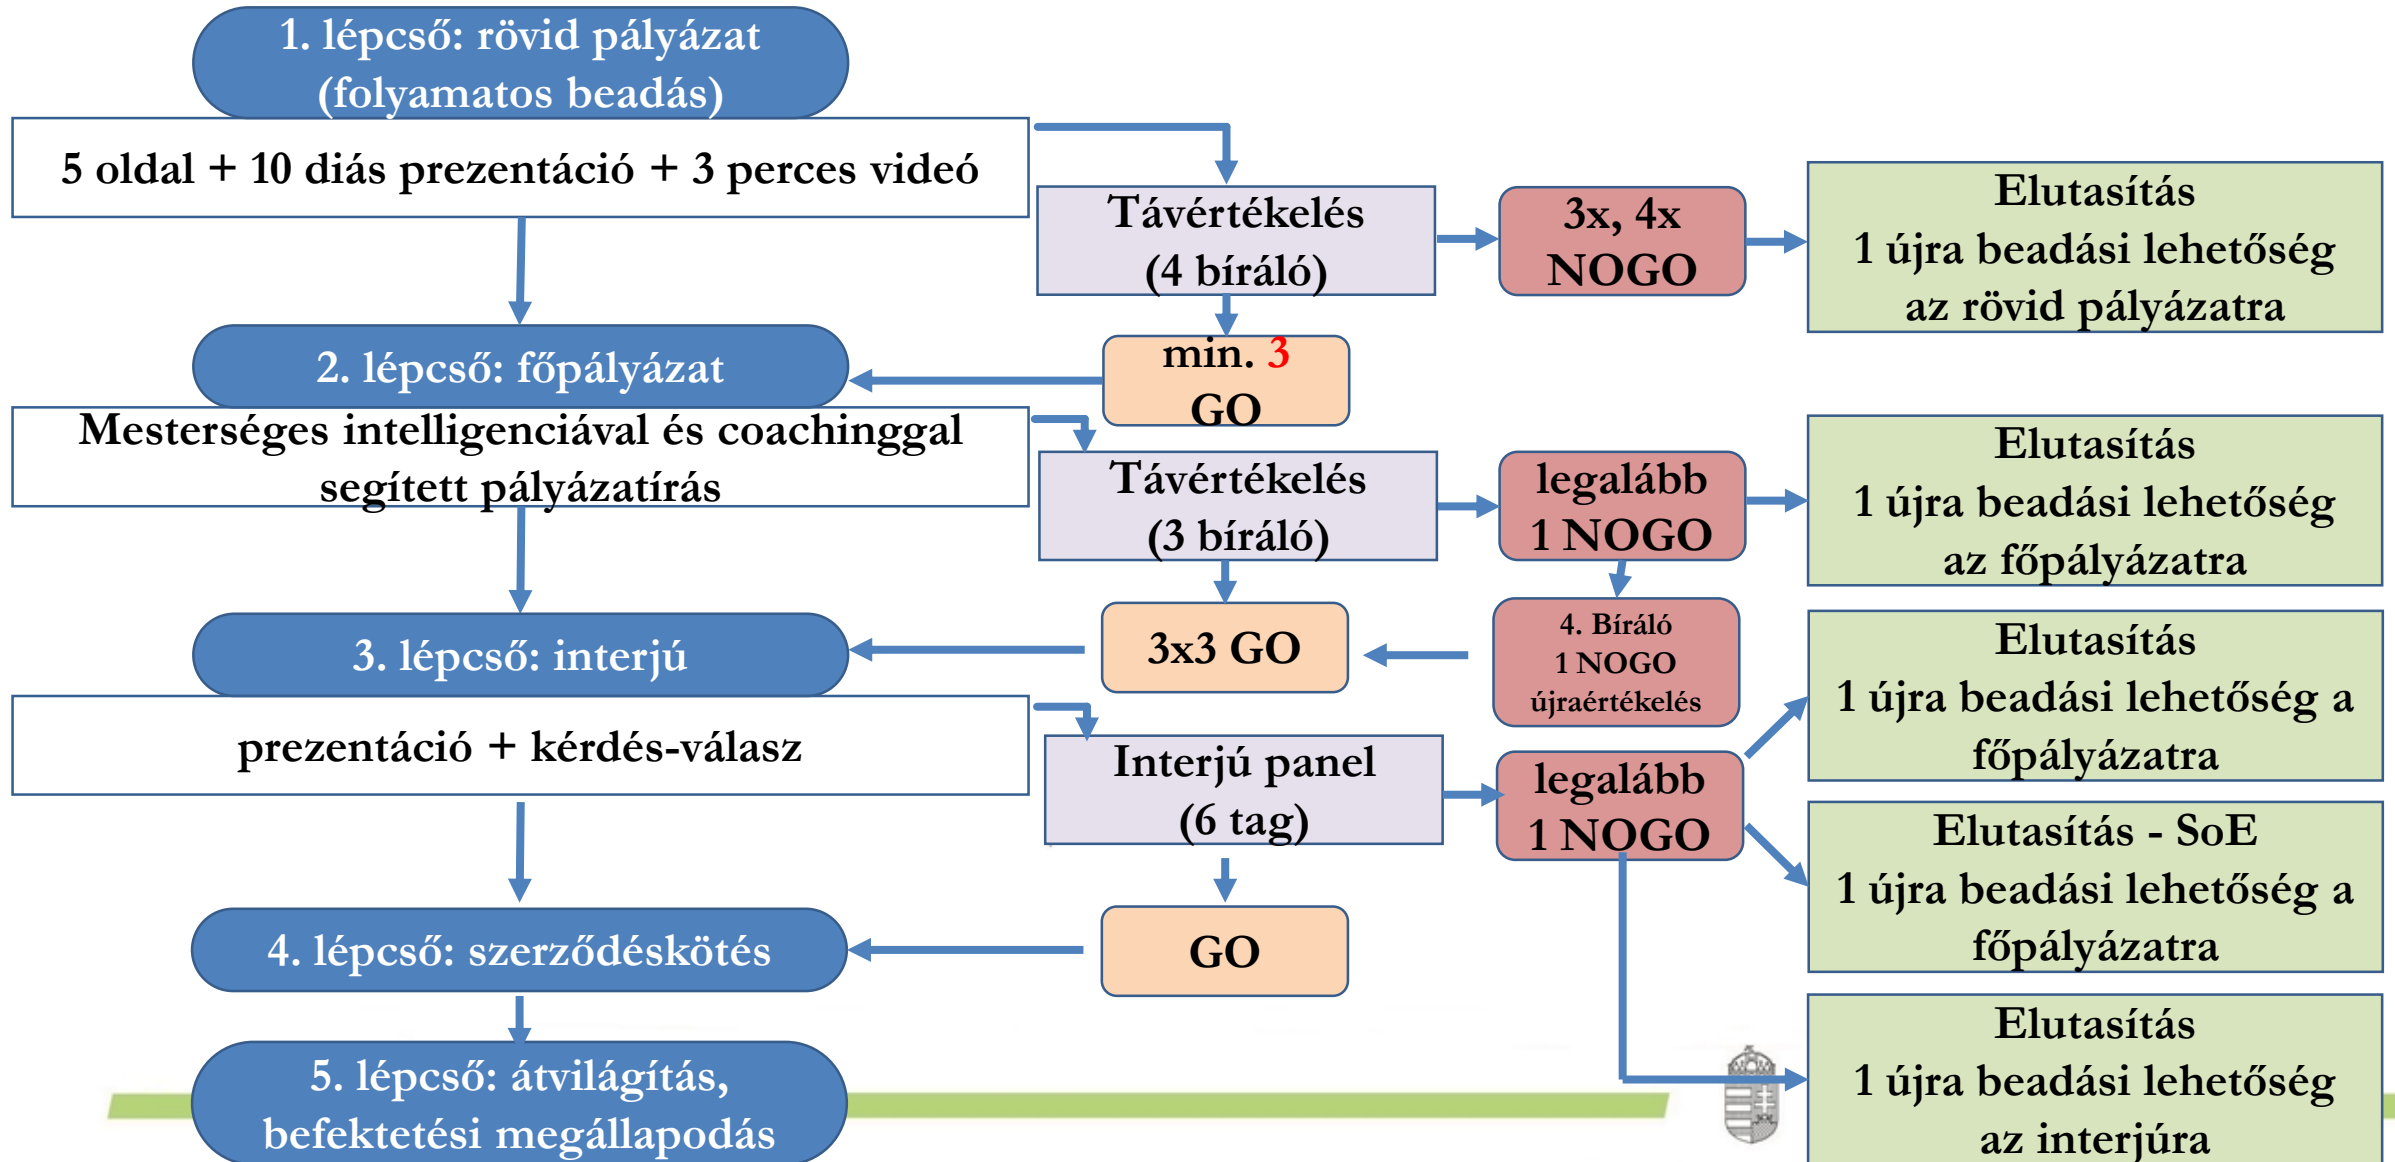 1. lépcső: rövid pályázat
(folyamatos beadás)
5 oldal + 10 diás prezentáció + 3 perces videó
Távértékelés
(4 bíráló)
3x, 4x
NOGO
Elutasítás
1 újra beadási lehetőség
az rövid pályázatra
min. 3
GO
2. lépcső: főpályázat
Mesterséges intelligenciával és coachinggal
segített pályázatírás
Távértékelés
(3 bíráló)
legalább
1 NOGO
Elutasítás
1 újra beadási lehetőség
az főpályázatra
4. Bíráló
1 NOGO
újraértékelés
3x3 GO
3. lépcső: interjú
prezentáció + kérdés-válasz
Interjú panel
(6 tag)
legalább
1 NOGO
Elutasítás
1 újra beadási lehetőség a
főpályázatra
Elutasítás - SoE
1 újra beadási lehetőség a
főpályázatra
Elutasítás
1 újra beadási lehetőség
az interjúra
GO
4. lépcső: szerződéskötés
5. lépcső: átvilágítás,
befektetési megállapodás